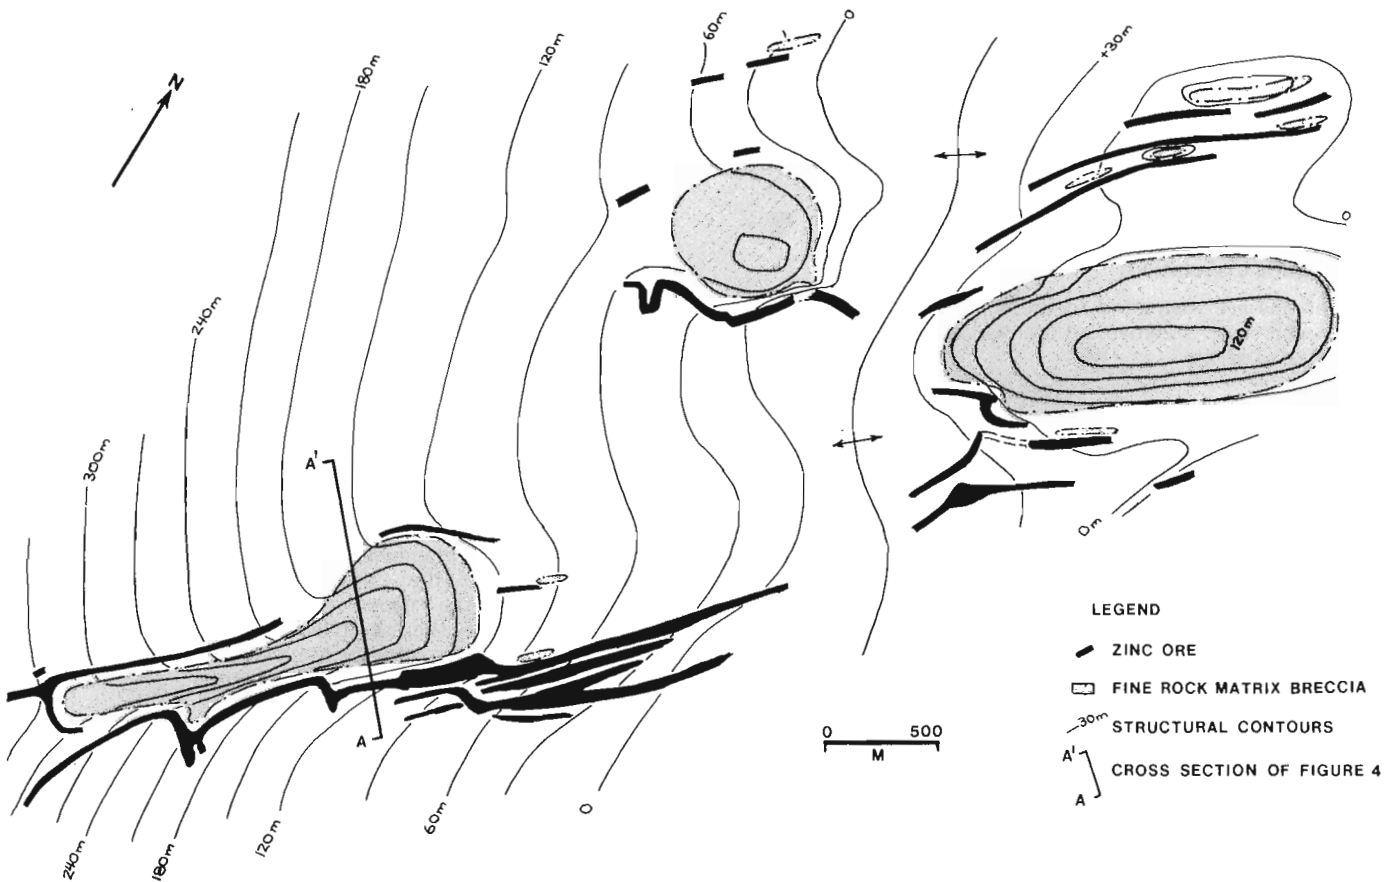 N
180m
120m
60m
0
+30m
0
240m
120m
300m
A'
0m
A
0 500
M
60m
0
120m
240m
180m
LEGEND
ZINC ORE
FINE ROCK MATRIX BRECCIA
30m STRUCTURAL CONTOURS
A'
CROSS SECTION OF FIGURE 4
A